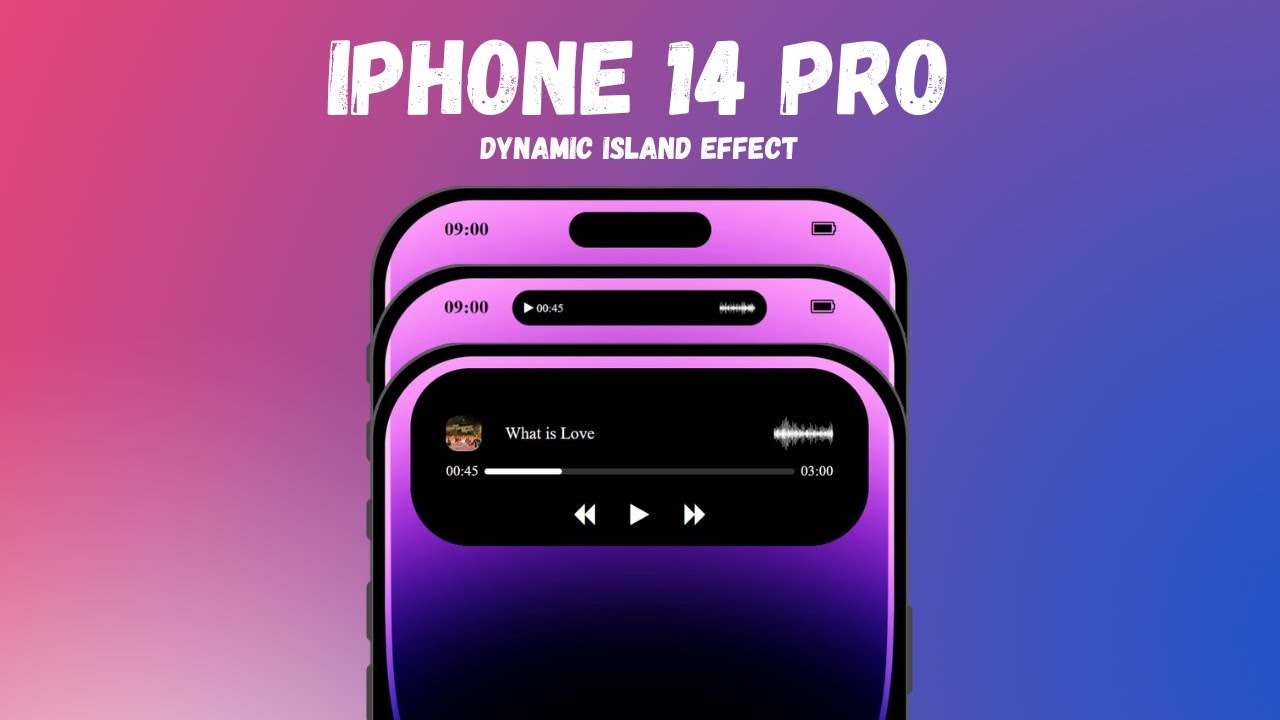 IPHONE 14 PRO
DYNAMIC ISLAND EFFECT
09:00
09:00 00:45
What is Love
00:45 03:00